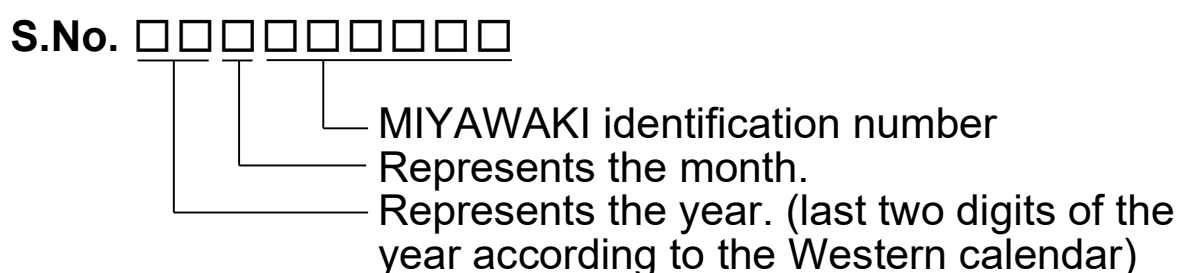 S.No. □□□□□□□□□
MIYAWAKI identification number
Represents the month.
Represents the year. (last two digits of the
year according to the Western calendar)